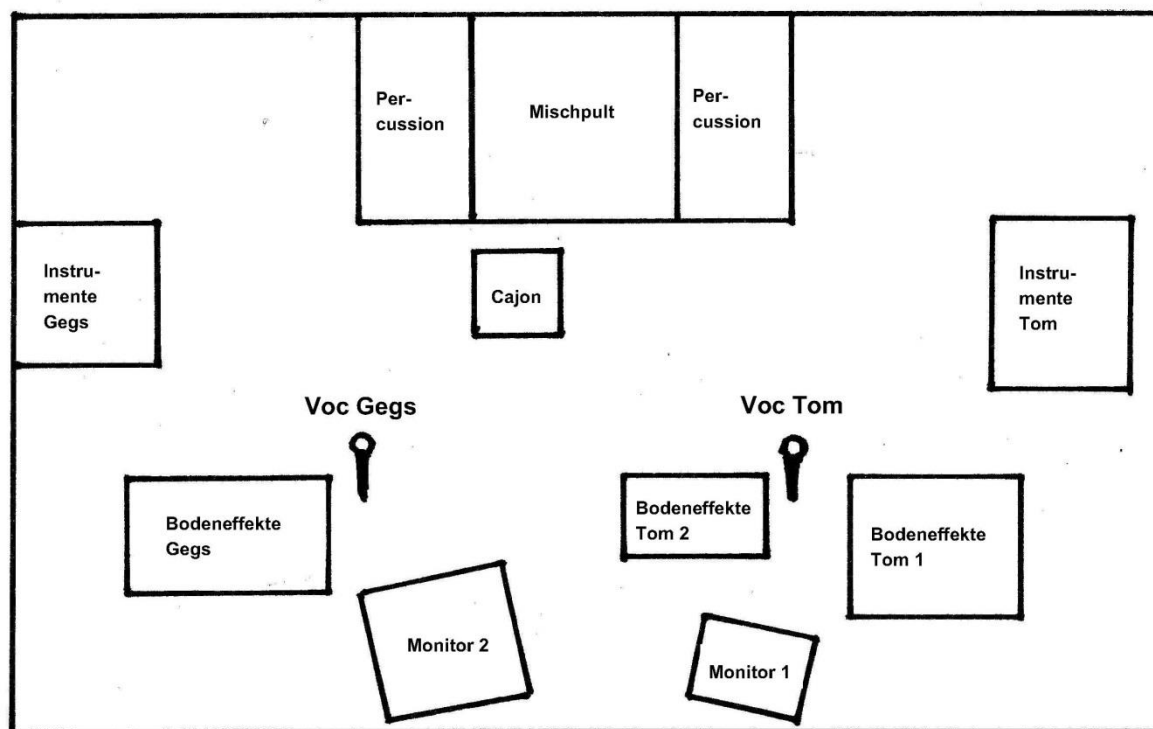 Per-
cussion
Mischpult
Per-
cussion
Instru-
mente
Gegs
Cajon
Instru-
mente
Tom
Voc Gegs
Voc Tom
Bodeneffekte
Gegs
Bodeneffekte
Tom 2
Bodeneffekte
Tom 1
Monitor 2
Monitor 1